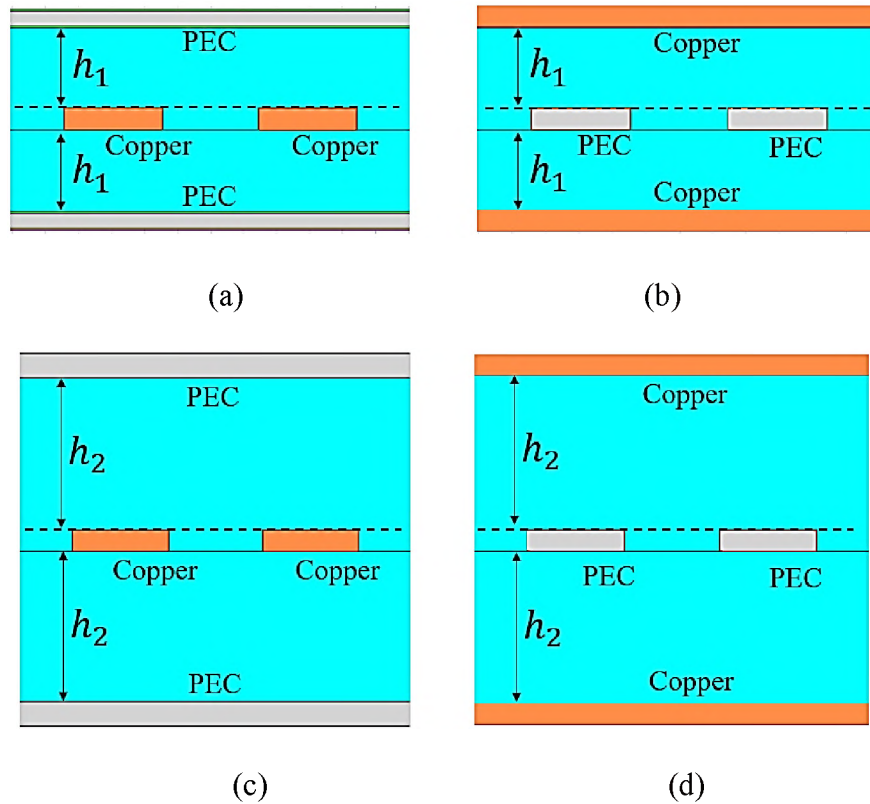 PEC
h₁
Copper Copper
h₁
PEC
(a)
Copper
h₁
PEC PEC
h₁
Copper
(b)
PEC
h₂
Copper Copper
h₂
PEC
(c)
Copper
h₂
PEC PEC
h₂
Copper
(d)